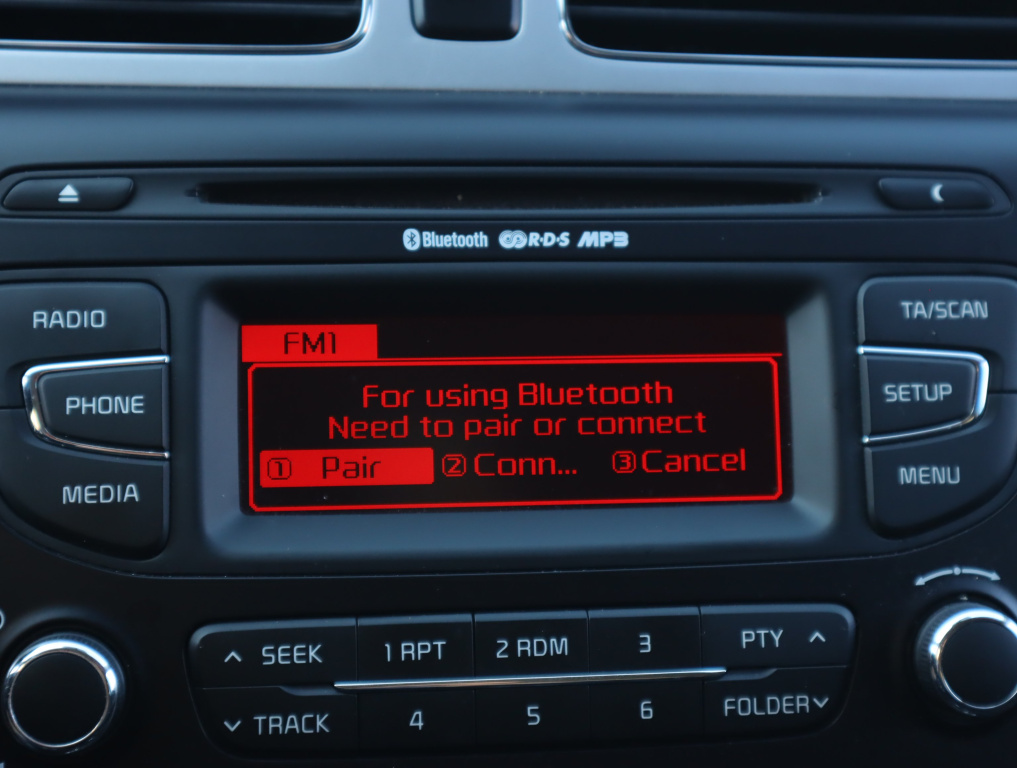 Bluetooth R·D·S MP3
RADIO
TA/SCAN
FM1
PHONE
For using Bluetooth
SETUP
Need to pair or connect
① Pair ② Conn... ③ Cancel
MEDIA
MENU
SEEK 1 RPT 2 RDM 3 PTY
TRACK 4 5 6 FOLDER